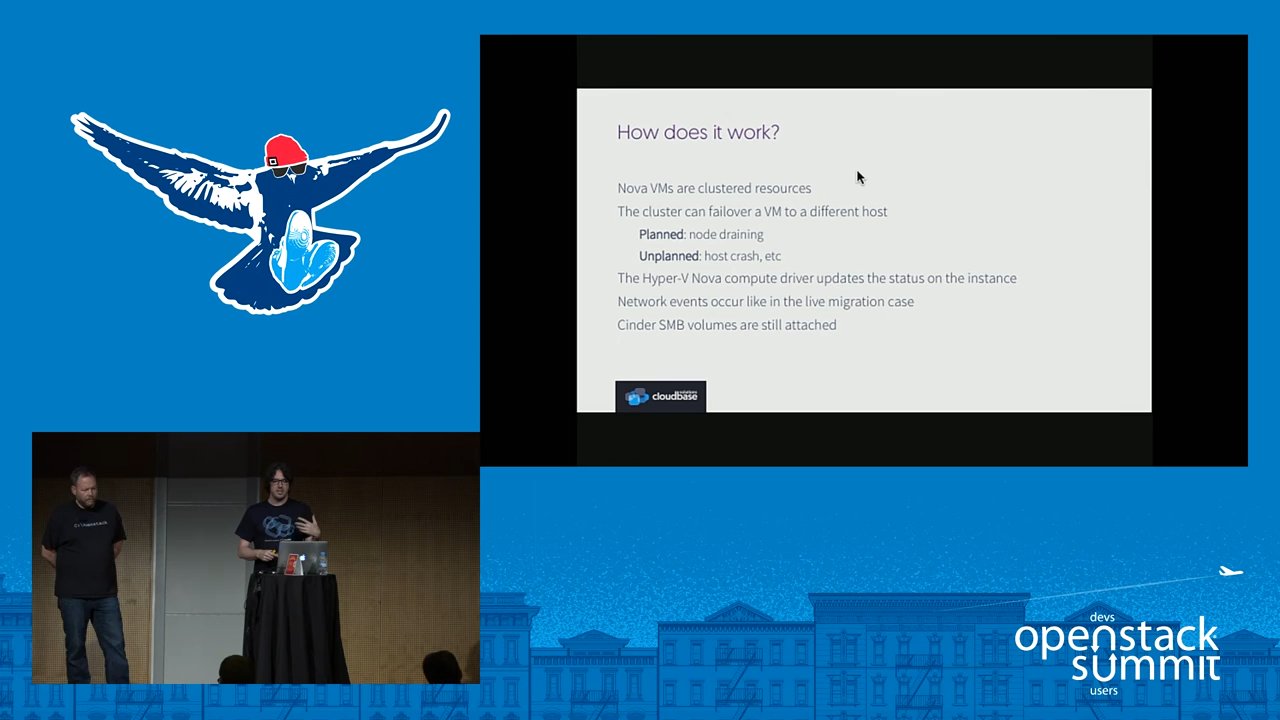 How does it work?
Nova VMs are clustered resources
The cluster can failover a VM to a different host
Planned: node draining
Unplanned: host crash, etc
The Hyper-V Nova compute driver updates the status on the instance
Network events occur like in the live migration case
Cinder SMB volumes are still attached
cloudbase
solutions
devs
openstack
summit
users